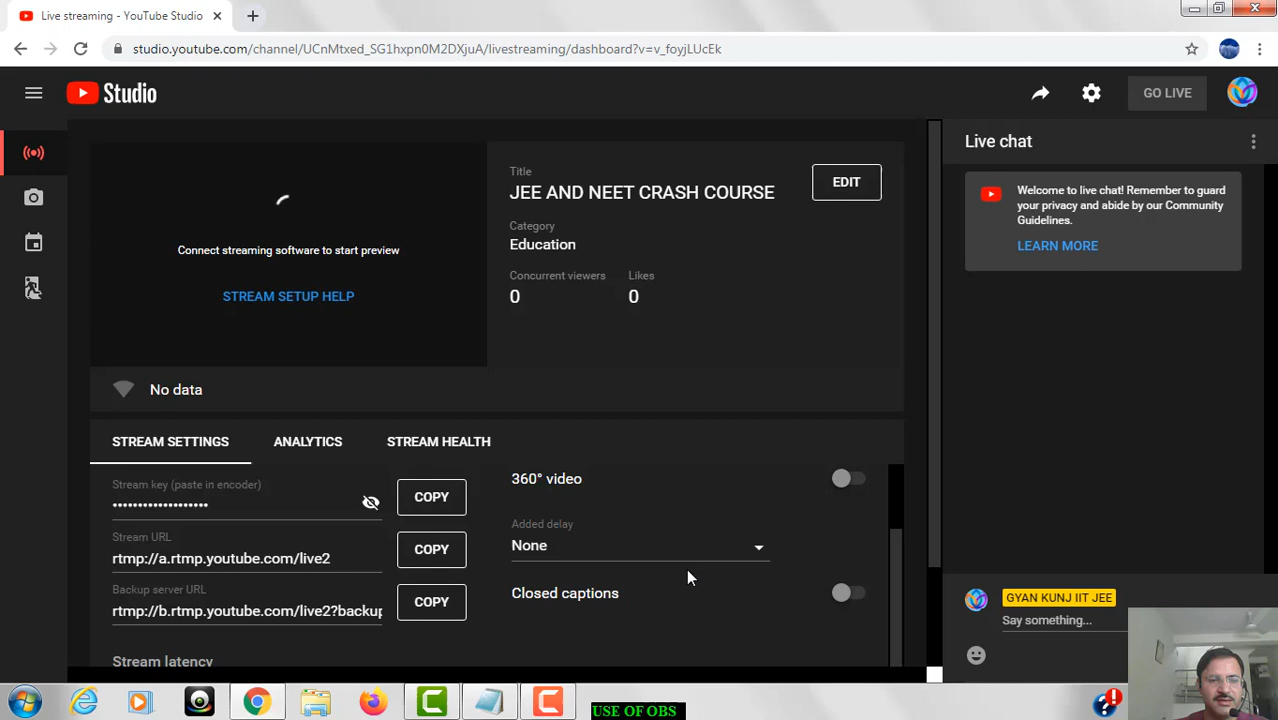 Live streaming - YouTube Studio
studio.youtube.com/channel/UCnMtxed_SG1hxpn0M2DXjuA/livestreaming/dashboard?v=v_foyjLUcEk
Studio
GO LIVE
Connect streaming software to start preview
STREAM SETUP HELP
Title
JEE AND NEET CRASH COURSE
EDIT
Category
Education
Concurrent viewers Likes
0 0
No data
STREAM SETTINGS ANALYTICS STREAM HEALTH
Stream key (paste in encoder)
•••••••••••••••••••
COPY
Stream URL
rtmp://a.rtmp.youtube.com/live2
COPY
Backup server URL
rtmp://b.rtmp.youtube.com/live2?backup
COPY
Stream latency
360° video
Added delay
None
Closed captions
Live chat
Welcome to live chat! Remember to guard
your privacy and abide by our Community
Guidelines.
LEARN MORE
GYAN KUNJ IIT JEE
Say something...
USE OF OBS